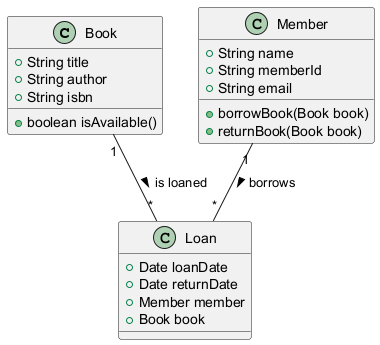 C Book
String title
String author
String isbn
boolean isAvailable()
C Member
String name
String memberId
String email
borrowBook(Book book)
returnBook(Book book)
1
1
is loaned
borrows
*
*
C Loan
Date loanDate
Date returnDate
Member member
Book book